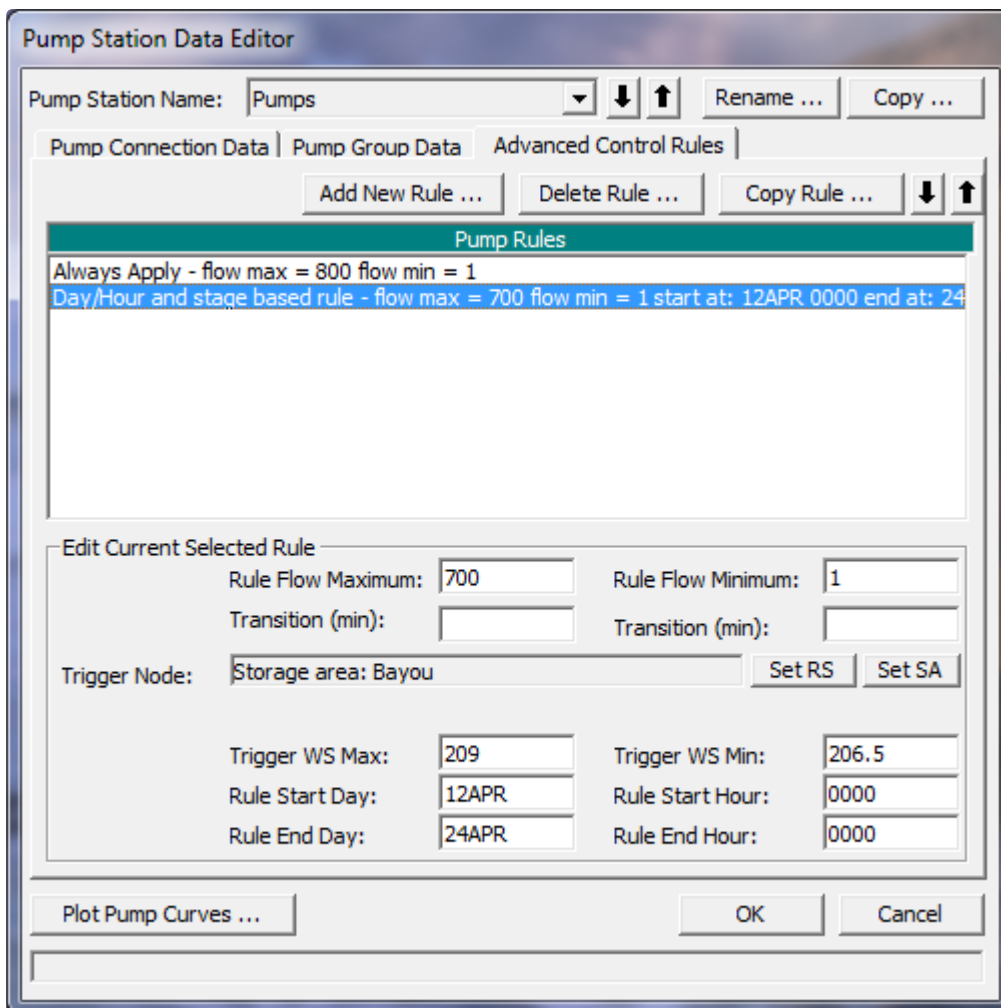 Pump Station Data Editor
Pump Station Name: Pumps Rename ... Copy ...
Pump Connection Data Pump Group Data Advanced Control Rules
Add New Rule ... Delete Rule ... Copy Rule ...
Pump Rules
Always Apply - flow max = 800 flow min = 1
Day/Hour and stage based rule - flow max = 700 flow min = 1 start at: 12APR 0000 end at: 24
Edit Current Selected Rule
Rule Flow Maximum: 700 Rule Flow Minimum: 1
Transition (min): Transition (min):
Trigger Node: Storage area: Bayou Set RS Set SA
Trigger WS Max: 209 Trigger WS Min: 206.5
Rule Start Day: 12APR Rule Start Hour: 0000
Rule End Day: 24APR Rule End Hour: 0000
Plot Pump Curves ... OK Cancel